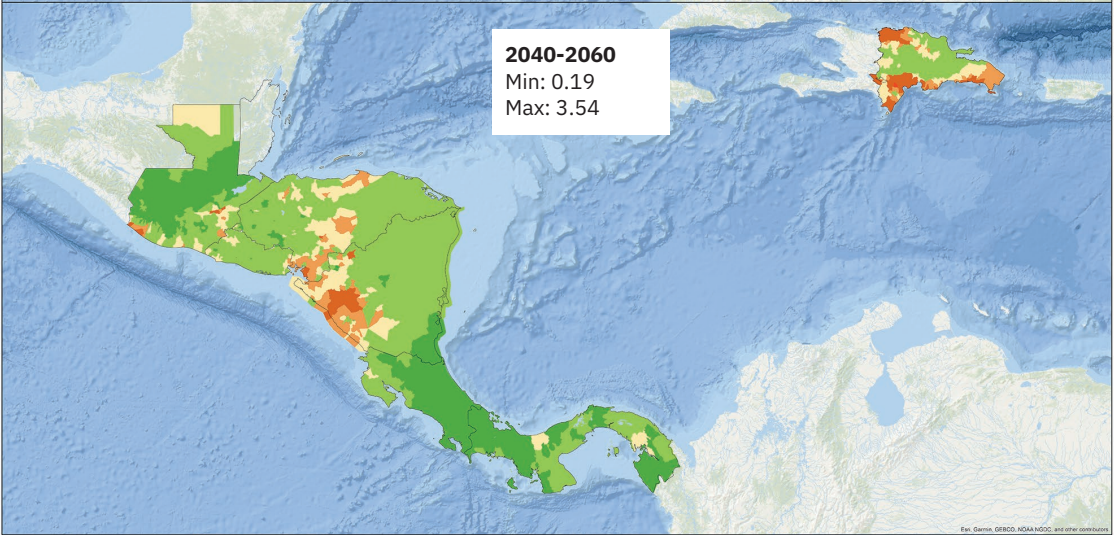 2040-2060
Min: 0.19
Max: 3.54
Esri, Garmin, GEBCO, NOAA NGDC, and other contributors